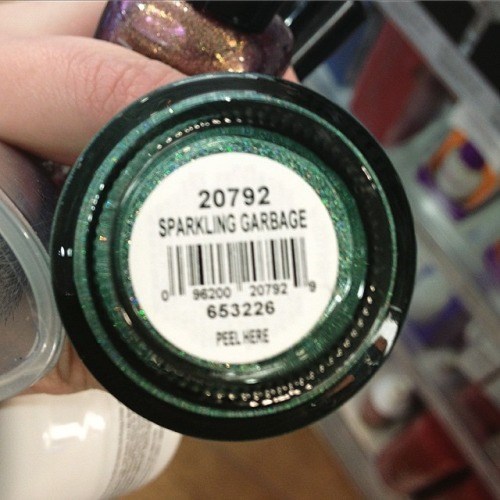 20792
SPARKLING GARBAGE
0 96200 20792 9
653226
PEEL HERE